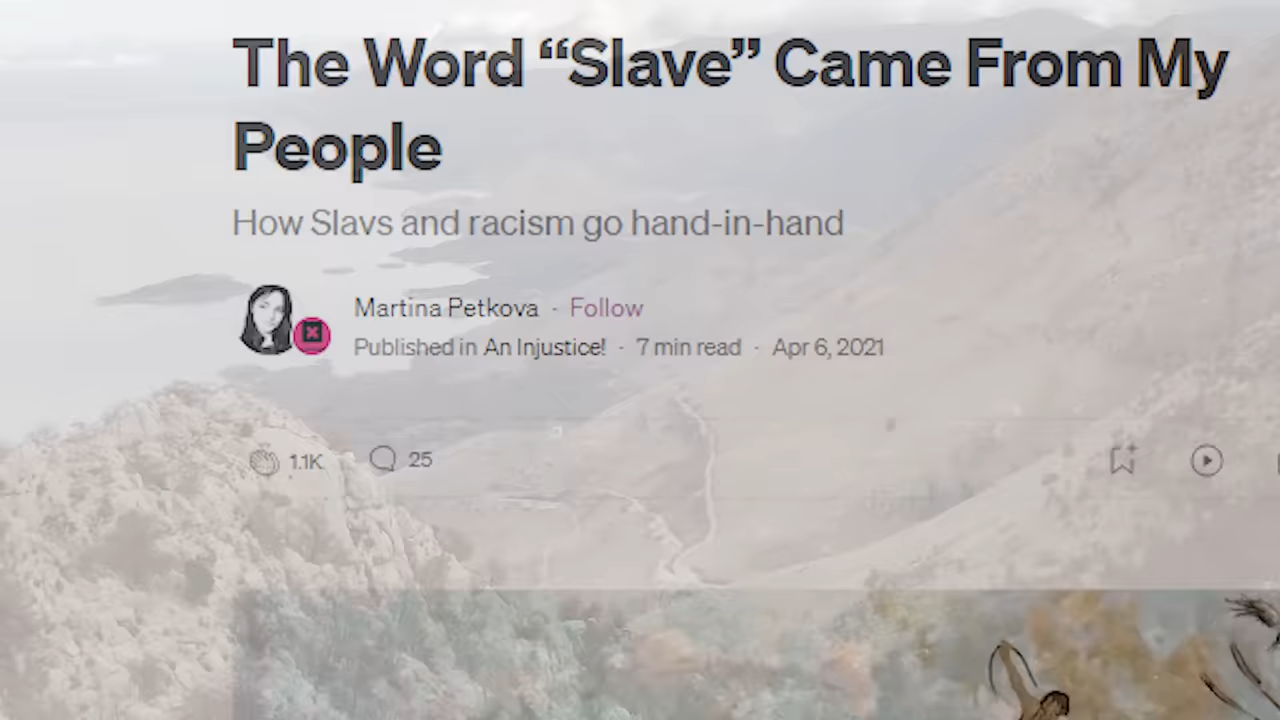 The Word “Slave” Came From My
People
How Slavs and racism go hand-in-hand
Martina Petkova · Follow
Published in An Injustice! · 7 min read · Apr 6, 2021
1.1K 25